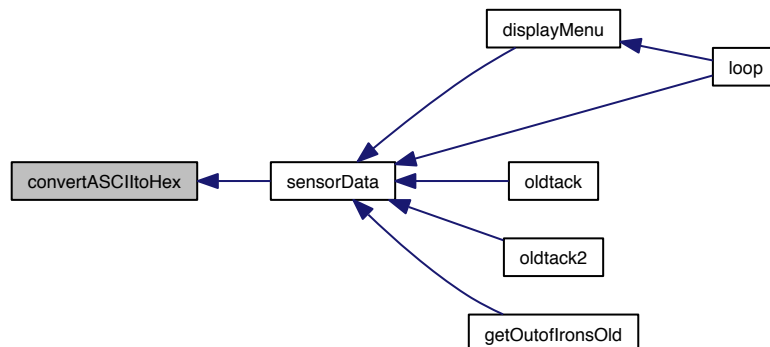 displayMenu
loop
convertASCIItoHex
sensorData
oldtack
oldtack2
getOutofIronsOld